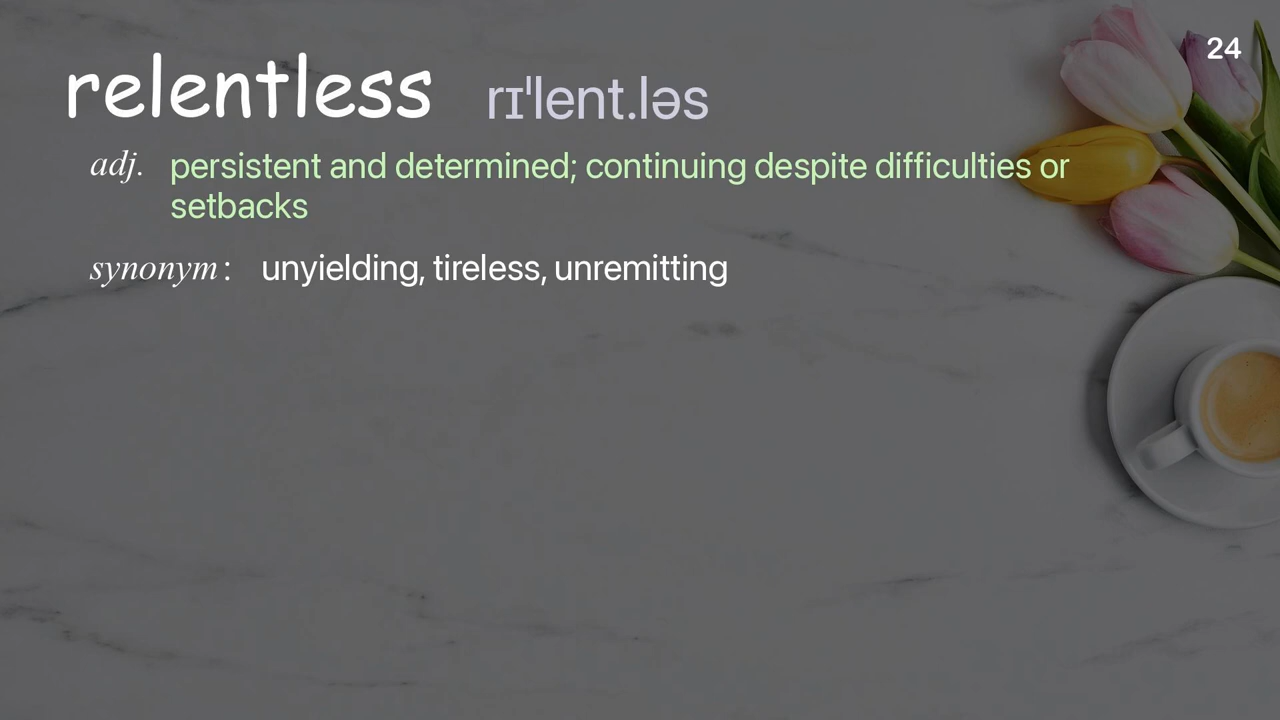 24
relentless rɪˈlent.ləs
adj. persistent and determined; continuing despite difficulties or
setbacks
synonym: unyielding, tireless, unremitting